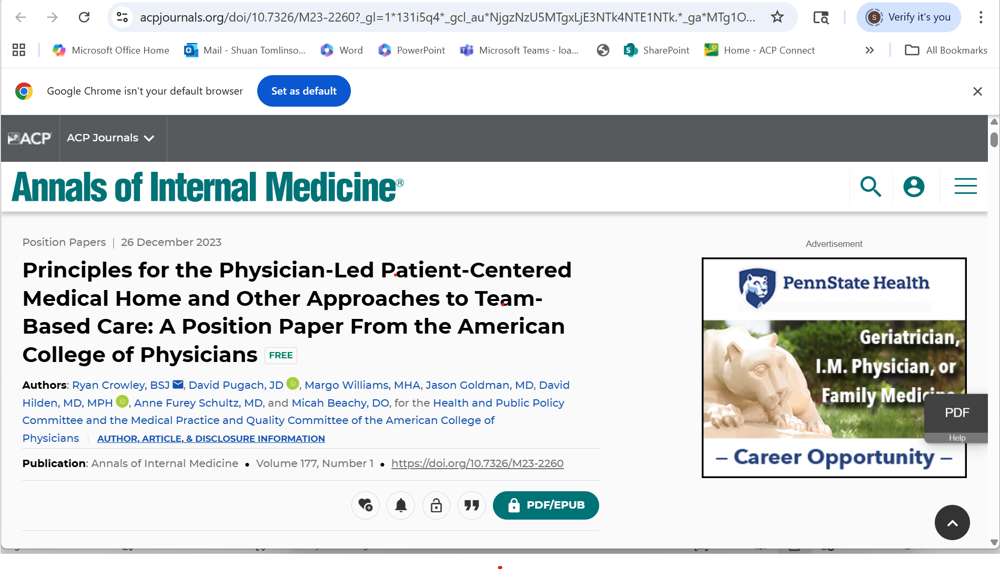 acpjournals.org/doi/10.7326/M23-2260?_gl=1*131i5q4*_gcl_au*NjgzNzU5MTgxLjE3NTk4NTE1NTk.*_ga*MTg1O...
S
Verify it's you
Microsoft Office Home
Mail - Shuan Tomlinso...
Word
PowerPoint
Microsoft Teams - loa...
SharePoint
Home - ACP Connect
All Bookmarks
Google Chrome isn't your default browser
Set as default
ACP
ACP Journals
Annals of Internal Medicine®
Position Papers | 26 December 2023
Principles for the Physician-Led Patient-Centered
Medical Home and Other Approaches to Team-
Based Care: A Position Paper From the American
College of Physicians FREE
Authors: Ryan Crowley, BSJ, David Pugach, JD iD, Margo Williams, MHA, Jason Goldman, MD, David
Hilden, MD, MPH iD, Anne Furey Schultz, MD, and Micah Beachy, DO, for the Health and Public Policy
Committee and the Medical Practice and Quality Committee of the American College of
Physicians | AUTHOR, ARTICLE, & DISCLOSURE INFORMATION
Publication: Annals of Internal Medicine • Volume 177, Number 1 • https://doi.org/10.7326/M23-2260
PDF/EPUB
Advertisement
PennState Health
Geriatrician,
I.M. Physician, or
Family
– Career Opportunity –
PDF
Help